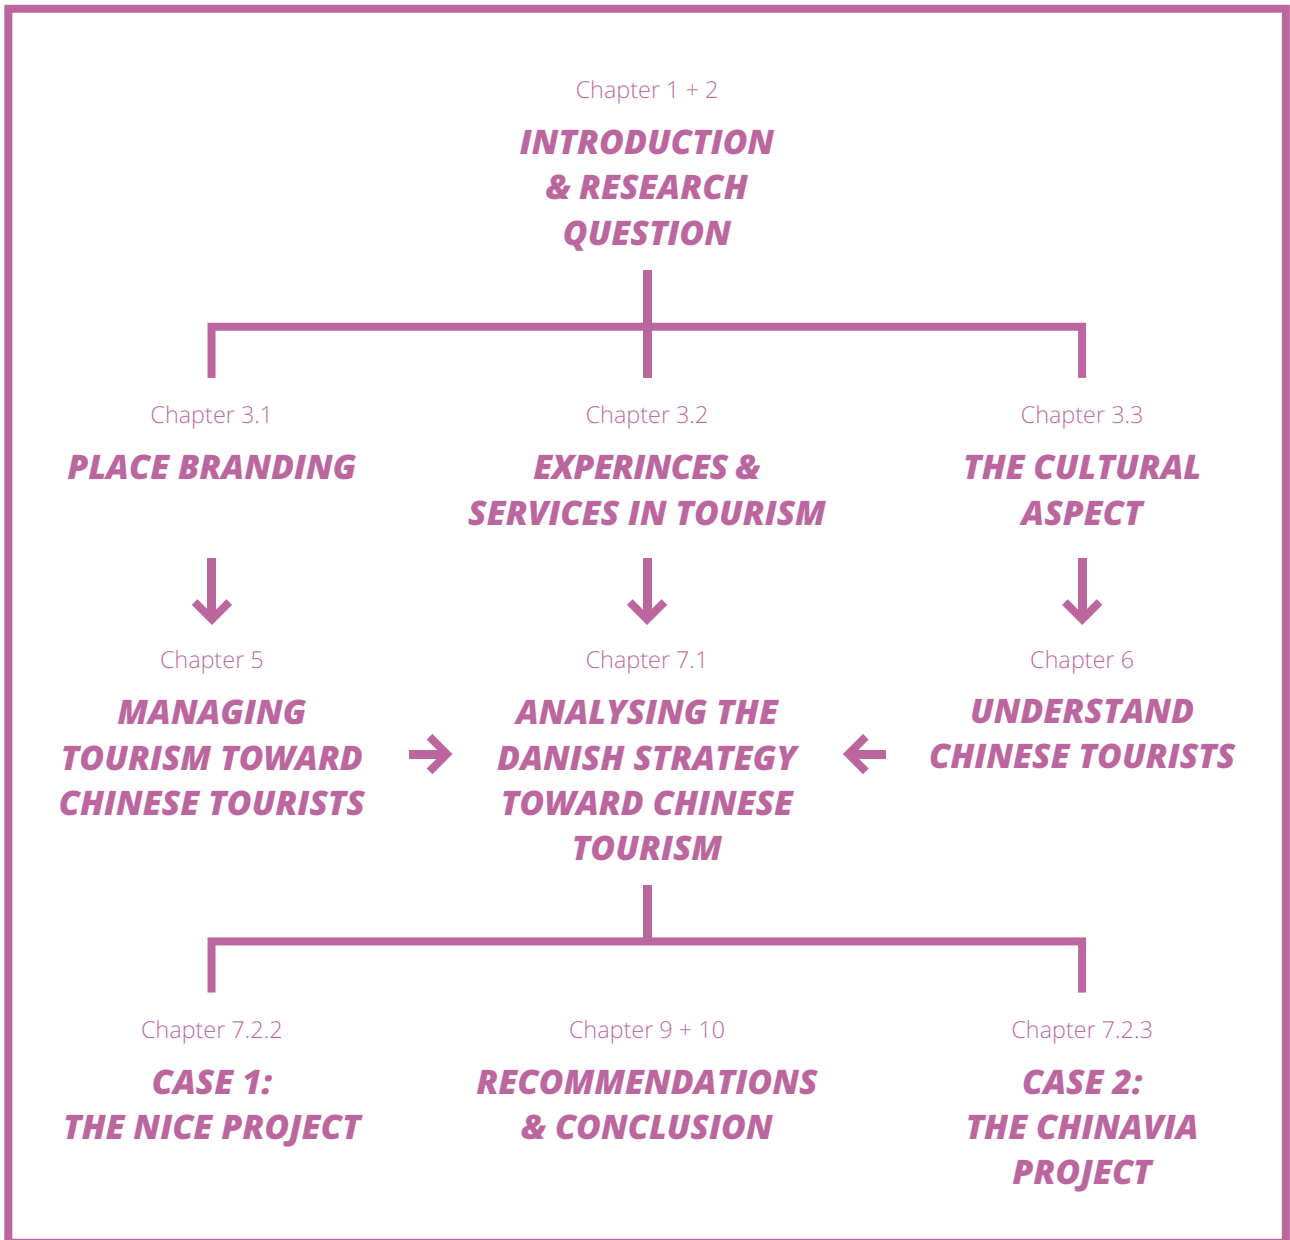 Chapter 1 + 2
INTRODUCTION
& RESEARCH
QUESTION
Chapter 3.1
PLACE BRANDING
Chapter 3.2
EXPERINCES &
SERVICES IN TOURISM
Chapter 3.3
THE CULTURAL
ASPECT
Chapter 5
MANAGING
TOURISM TOWARD
CHINESE TOURISTS
Chapter 7.1
ANALYSING THE
DANISH STRATEGY
TOWARD CHINESE
TOURISM
Chapter 6
UNDERSTAND
CHINESE TOURISTS
Chapter 7.2.2
CASE 1:
THE NICE PROJECT
Chapter 9 + 10
RECOMMENDATIONS
& CONCLUSION
Chapter 7.2.3
CASE 2:
THE CHINAVIA
PROJECT